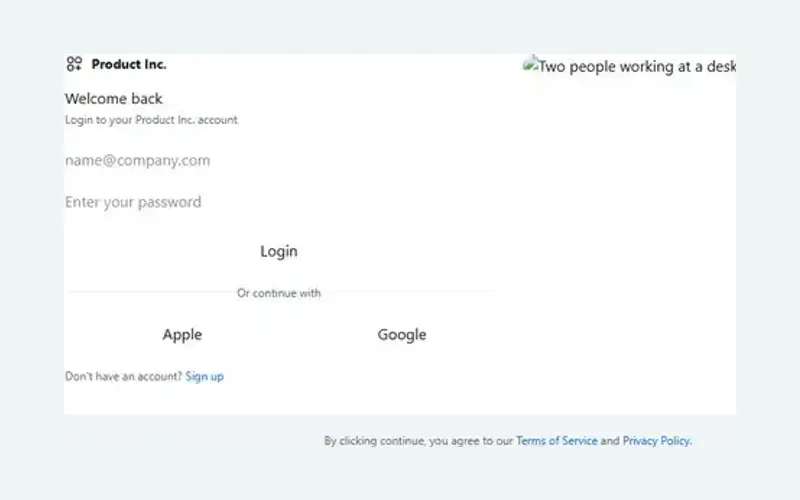 Product Inc.
Two people working at a desk
Welcome back
Login to your Product Inc. account
name@company.com
Enter your password
Login
Or continue with
Apple Google
Don't have an account? Sign up
By clicking continue, you agree to our Terms of Service and Privacy Policy.